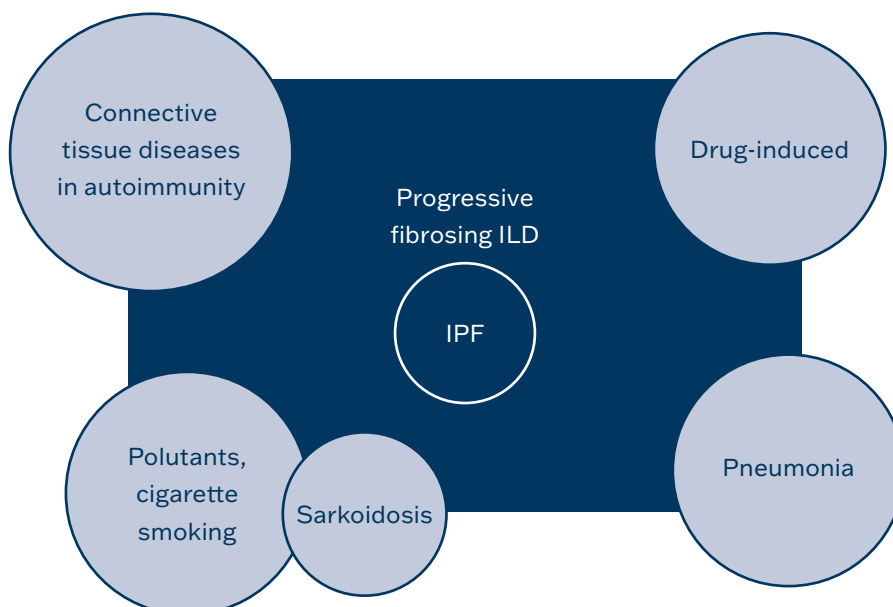 Connective
tissue diseases
in autoimmunity
Drug-induced
Progressive
fibrosing ILD
IPF
Polutants,
cigarette
smoking
Sarkoidosis
Pneumonia